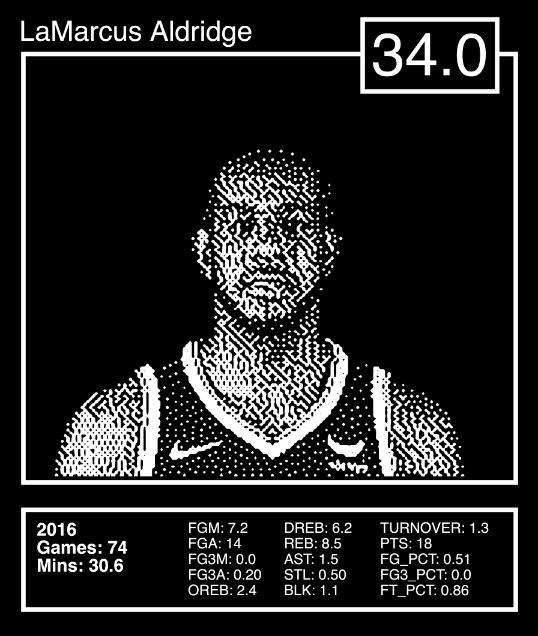 LaMarcus Aldridge
34.0
2016
Games: 74
Mins: 30.6
FGM: 7.2
FGA: 14
FG3M: 0.0
FG3A: 0.20
OREB: 2.4
DREB: 6.2
REB: 8.5
AST: 1.5
STL: 0.50
BLK: 1.1
TURNOVER: 1.3
PTS: 18
FG_PCT: 0.51
FG3_PCT: 0.0
FT_PCT: 0.86